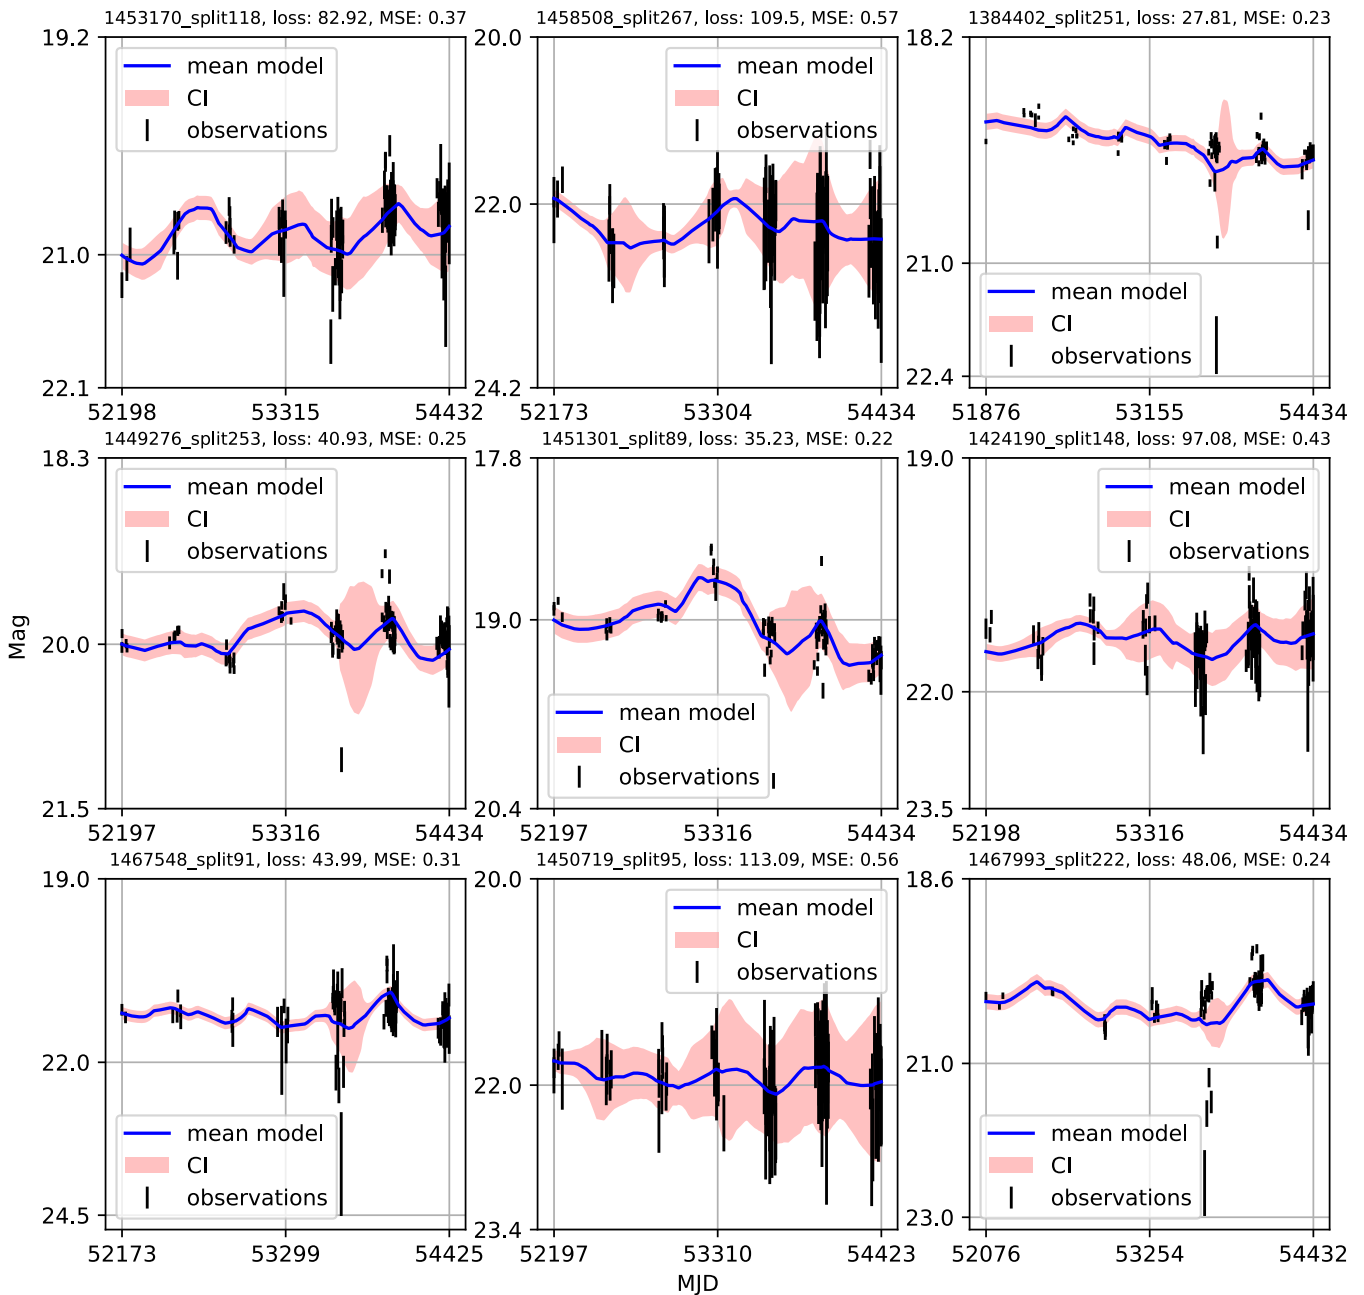 1453170_split118, loss: 82.92, MSE: 0.37
19.2
21.0
22.1
mean model
CI
observations
52198
53315
54432
1458508_split267, loss: 109.5, MSE: 0.57
20.0
22.0
24.2
mean model
CI
observations
52173
53304
54434
1384402_split251, loss: 27.81, MSE: 0.23
18.2
21.0
22.4
mean model
CI
observations
51876
53155
54434
1449276_split253, loss: 40.93, MSE: 0.25
18.3
20.0
21.5
mean model
CI
observations
52197
53316
54434
Mag
1451301_split89, loss: 35.23, MSE: 0.22
17.8
19.0
20.4
mean model
CI
observations
52197
53316
54434
1424190_split148, loss: 97.08, MSE: 0.43
19.0
22.0
23.5
mean model
CI
observations
52198
53316
54434
1467548_split91, loss: 43.99, MSE: 0.31
19.0
22.0
24.5
mean model
CI
observations
52173
53299
54425
1450719_split95, loss: 113.09, MSE: 0.56
20.0
22.0
23.4
mean model
CI
observations
52197
53310
54423
MJD
1467993_split222, loss: 48.06, MSE: 0.24
18.6
21.0
23.0
mean model
CI
observations
52076
53254
54432